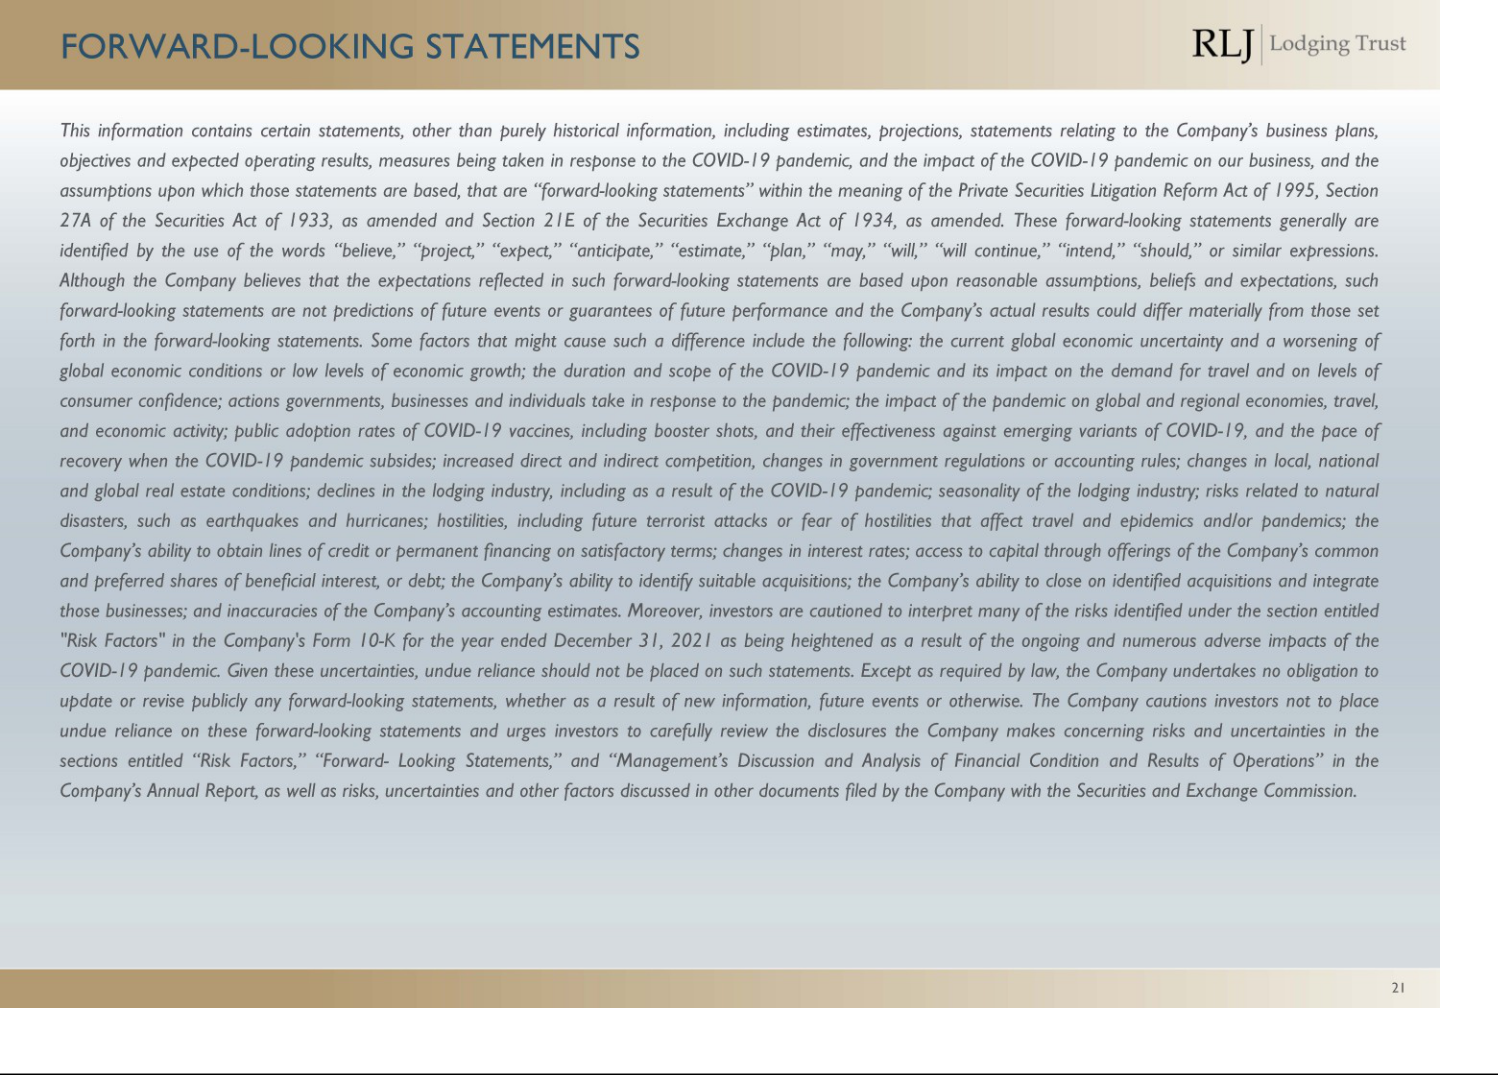 FORWARD-LOOKING STATEMENTS
RLJ Lodging Trust
This information contains certain statements, other than purely historical information, including estimates, projections, statements relating to the Company’s business plans,
objectives and expected operating results, measures being taken in response to the COVID-19 pandemic, and the impact of the COVID-19 pandemic on our business, and the
assumptions upon which those statements are based, that are “forward-looking statements” within the meaning of the Private Securities Litigation Reform Act of 1995, Section
27A of the Securities Act of 1933, as amended and Section 21E of the Securities Exchange Act of 1934, as amended. These forward-looking statements generally are
identified by the use of the words “believe,” “project,” “expect,” “anticipate,” “estimate,” “plan,” “may,” “will,” “will continue,” “intend,” “should,” or similar expressions.
Although the Company believes that the expectations reflected in such forward-looking statements are based upon reasonable assumptions, beliefs and expectations, such
forward-looking statements are not predictions of future events or guarantees of future performance and the Company’s actual results could differ materially from those set
forth in the forward-looking statements. Some factors that might cause such a difference include the following: the current global economic uncertainty and a worsening of
global economic conditions or low levels of economic growth; the duration and scope of the COVID-19 pandemic and its impact on the demand for travel and on levels of
consumer confidence; actions governments, businesses and individuals take in response to the pandemic; the impact of the pandemic on global and regional economies, travel,
and economic activity; public adoption rates of COVID-19 vaccines, including booster shots, and their effectiveness against emerging variants of COVID-19, and the pace of
recovery when the COVID-19 pandemic subsides; increased direct and indirect competition, changes in government regulations or accounting rules; changes in local, national
and global real estate conditions; declines in the lodging industry, including as a result of the COVID-19 pandemic; seasonality of the lodging industry; risks related to natural
disasters, such as earthquakes and hurricanes; hostilities, including future terrorist attacks or fear of hostilities that affect travel and epidemics and/or pandemics; the
Company’s ability to obtain lines of credit or permanent financing on satisfactory terms; changes in interest rates; access to capital through offerings of the Company’s common
and preferred shares of beneficial interest, or debt; the Company’s ability to identify suitable acquisitions; the Company’s ability to close on identified acquisitions and integrate
those businesses; and inaccuracies of the Company’s accounting estimates. Moreover, investors are cautioned to interpret many of the risks identified under the section entitled
"Risk Factors" in the Company's Form 10-K for the year ended December 31, 2021 as being heightened as a result of the ongoing and numerous adverse impacts of the
COVID-19 pandemic. Given these uncertainties, undue reliance should not be placed on such statements. Except as required by law, the Company undertakes no obligation to
update or revise publicly any forward-looking statements, whether as a result of new information, future events or otherwise. The Company cautions investors not to place
undue reliance on these forward-looking statements and urges investors to carefully review the disclosures the Company makes concerning risks and uncertainties in the
sections entitled “Risk Factors,” “Forward- Looking Statements,” and “Management’s Discussion and Analysis of Financial Condition and Results of Operations” in the
Company’s Annual Report, as well as risks, uncertainties and other factors discussed in other documents filed by the Company with the Securities and Exchange Commission.
21